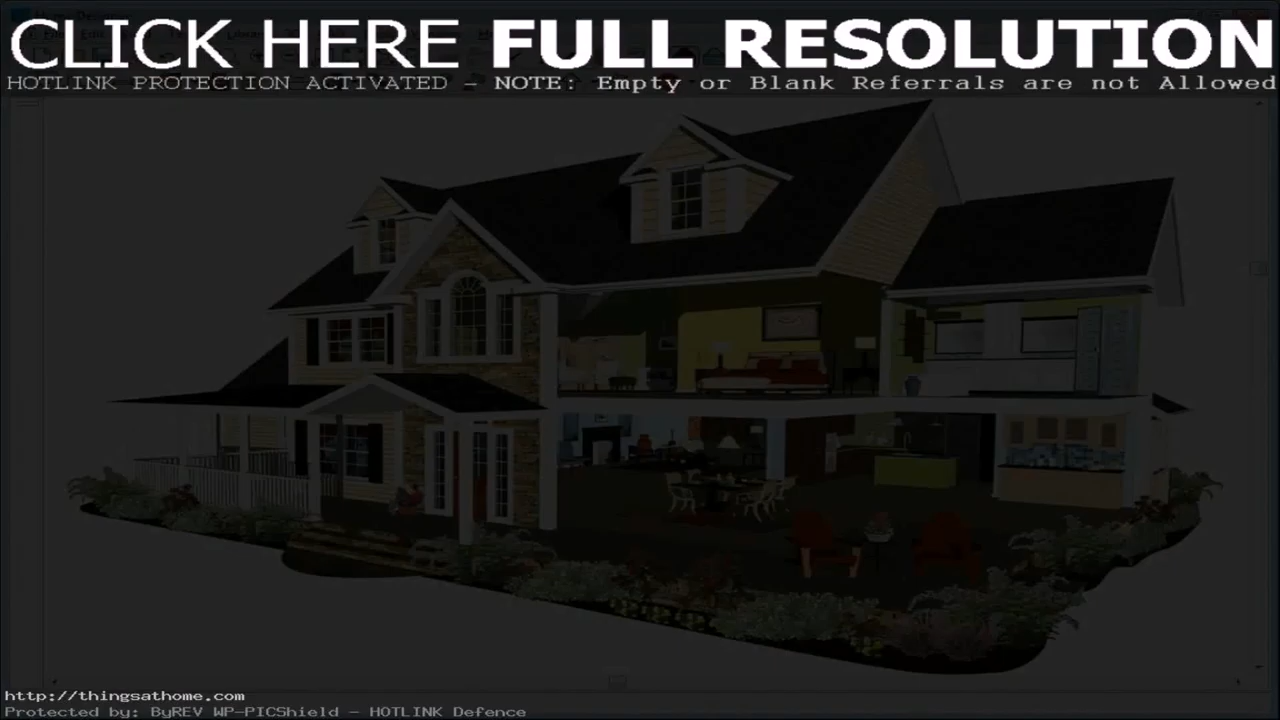 CLICK HERE FULL RESOLUTION
HOTLINK PROTECTION ACTIVATED - NOTE: Empty or Blank Referrals are not Allowed
http://thingsathome.com
Protected by: ByREV WP-PICShield - HOTLINK Defence